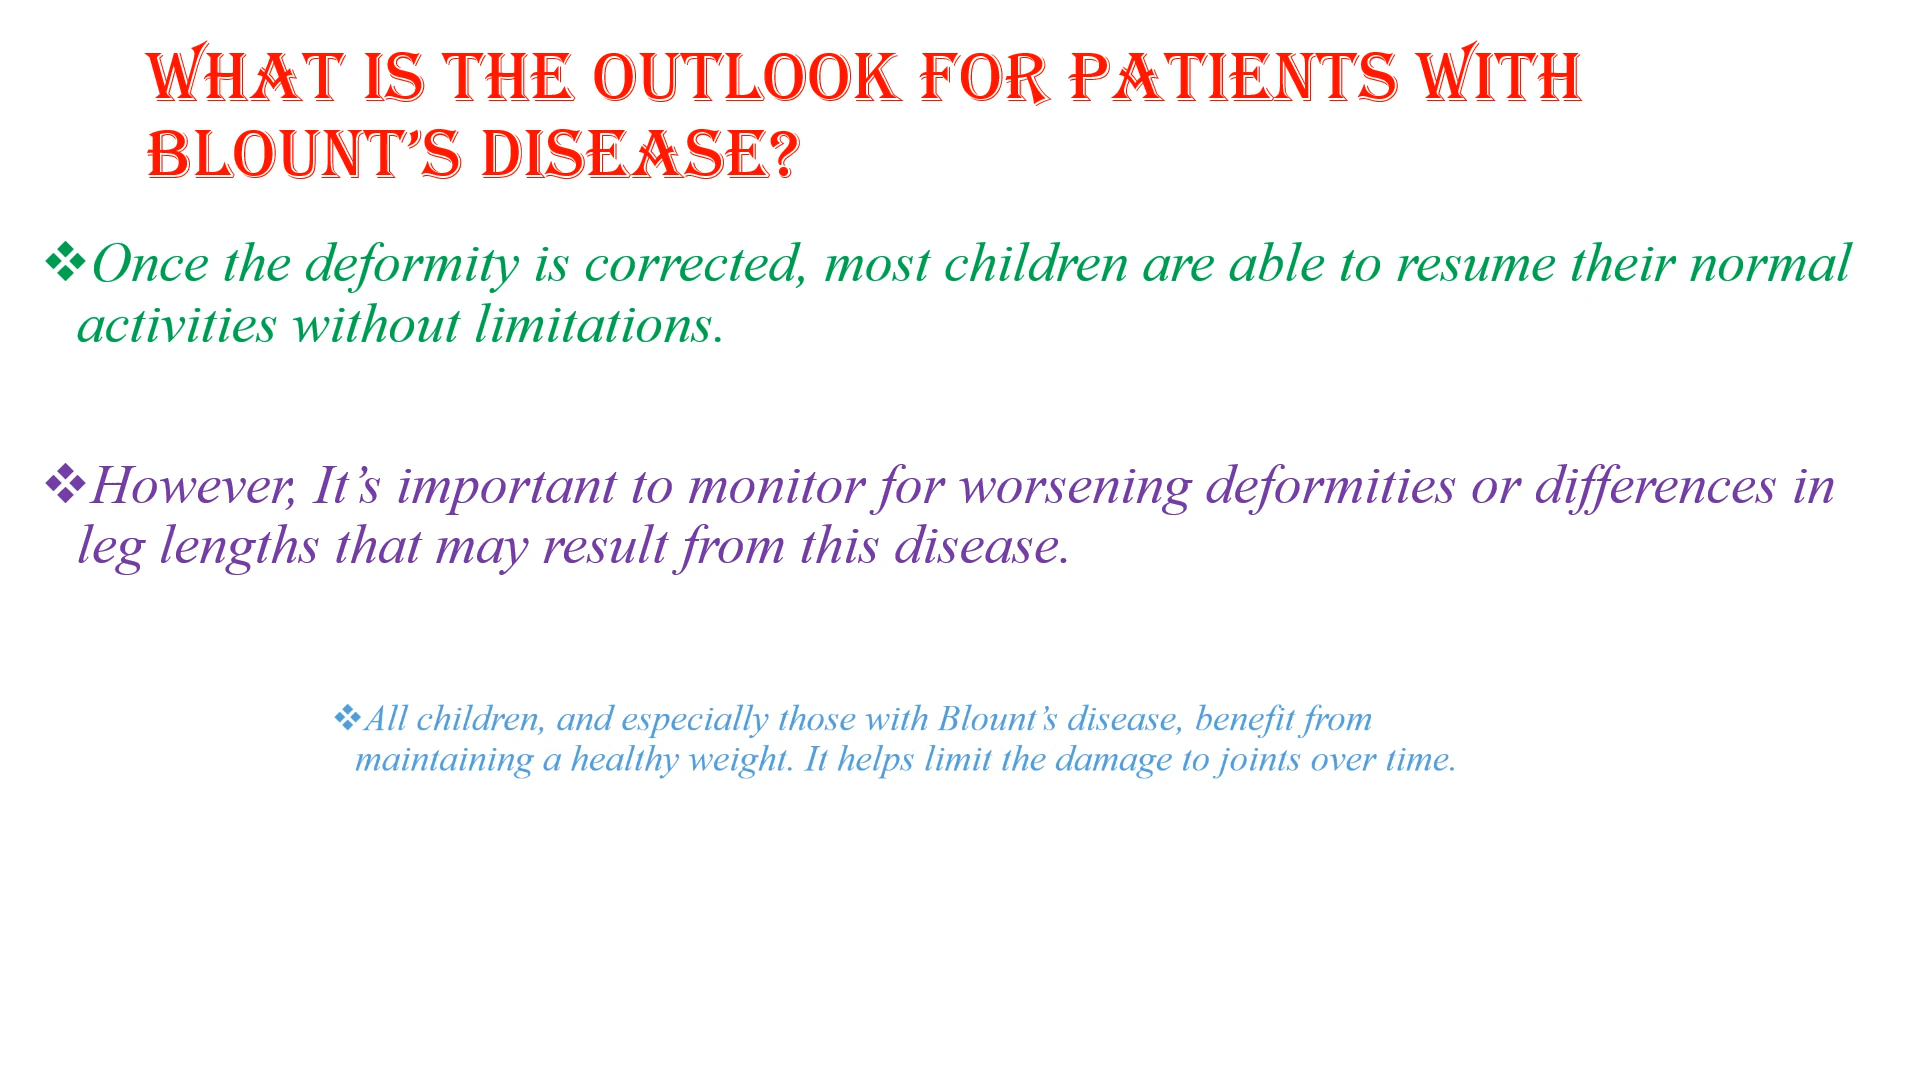 WHAT IS THE OUTLOOK FOR PATIENTS WITH
BLOUNT’S DISEASE?
❖Once the deformity is corrected, most children are able to resume their normal
activities without limitations.
❖However, It’s important to monitor for worsening deformities or differences in
leg lengths that may result from this disease.
❖All children, and especially those with Blount’s disease, benefit from
maintaining a healthy weight. It helps limit the damage to joints over time.